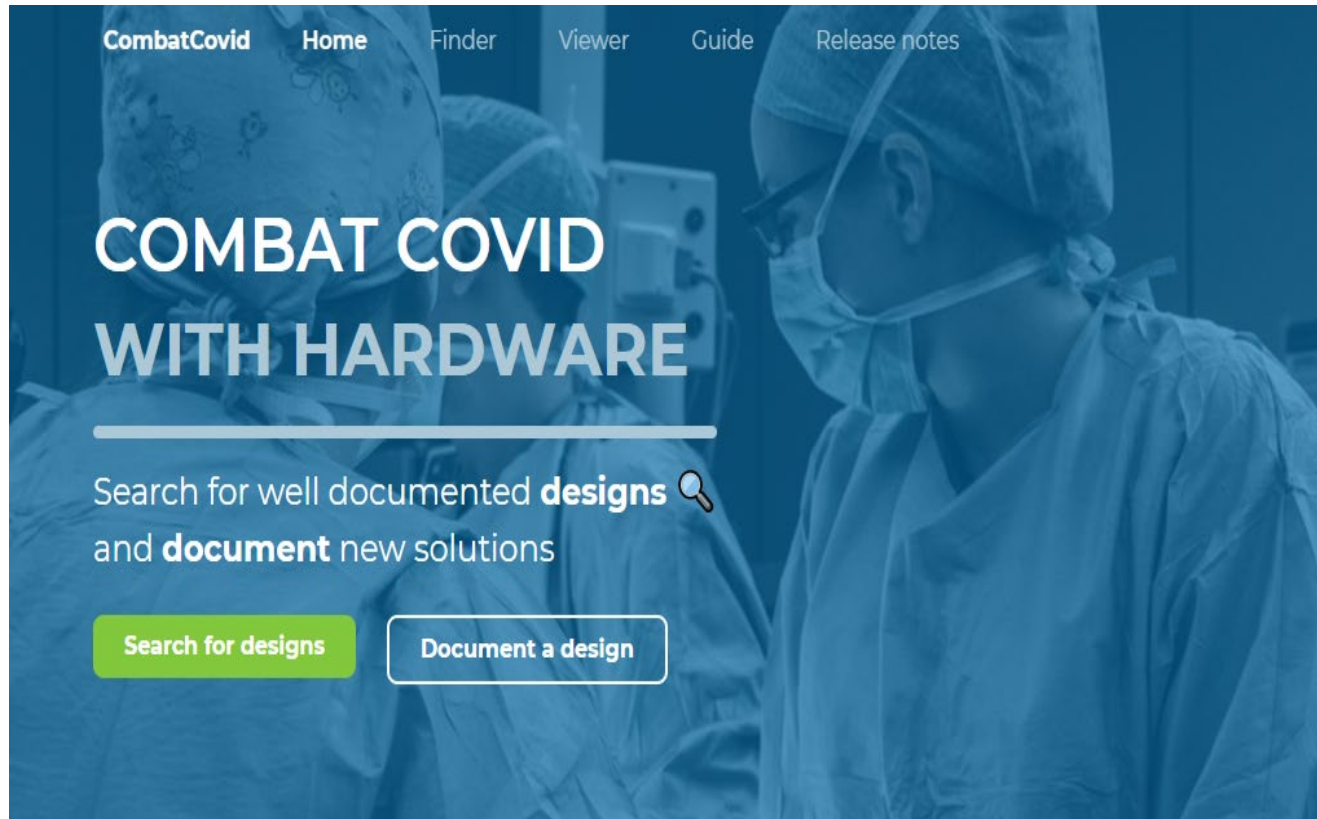 CombatCovid Home Finder Viewer Guide Release notes
COMBAT COVID
WITH HARDWARE
Search for well documented designs 🔍
and document new solutions
Search for designs Document a design